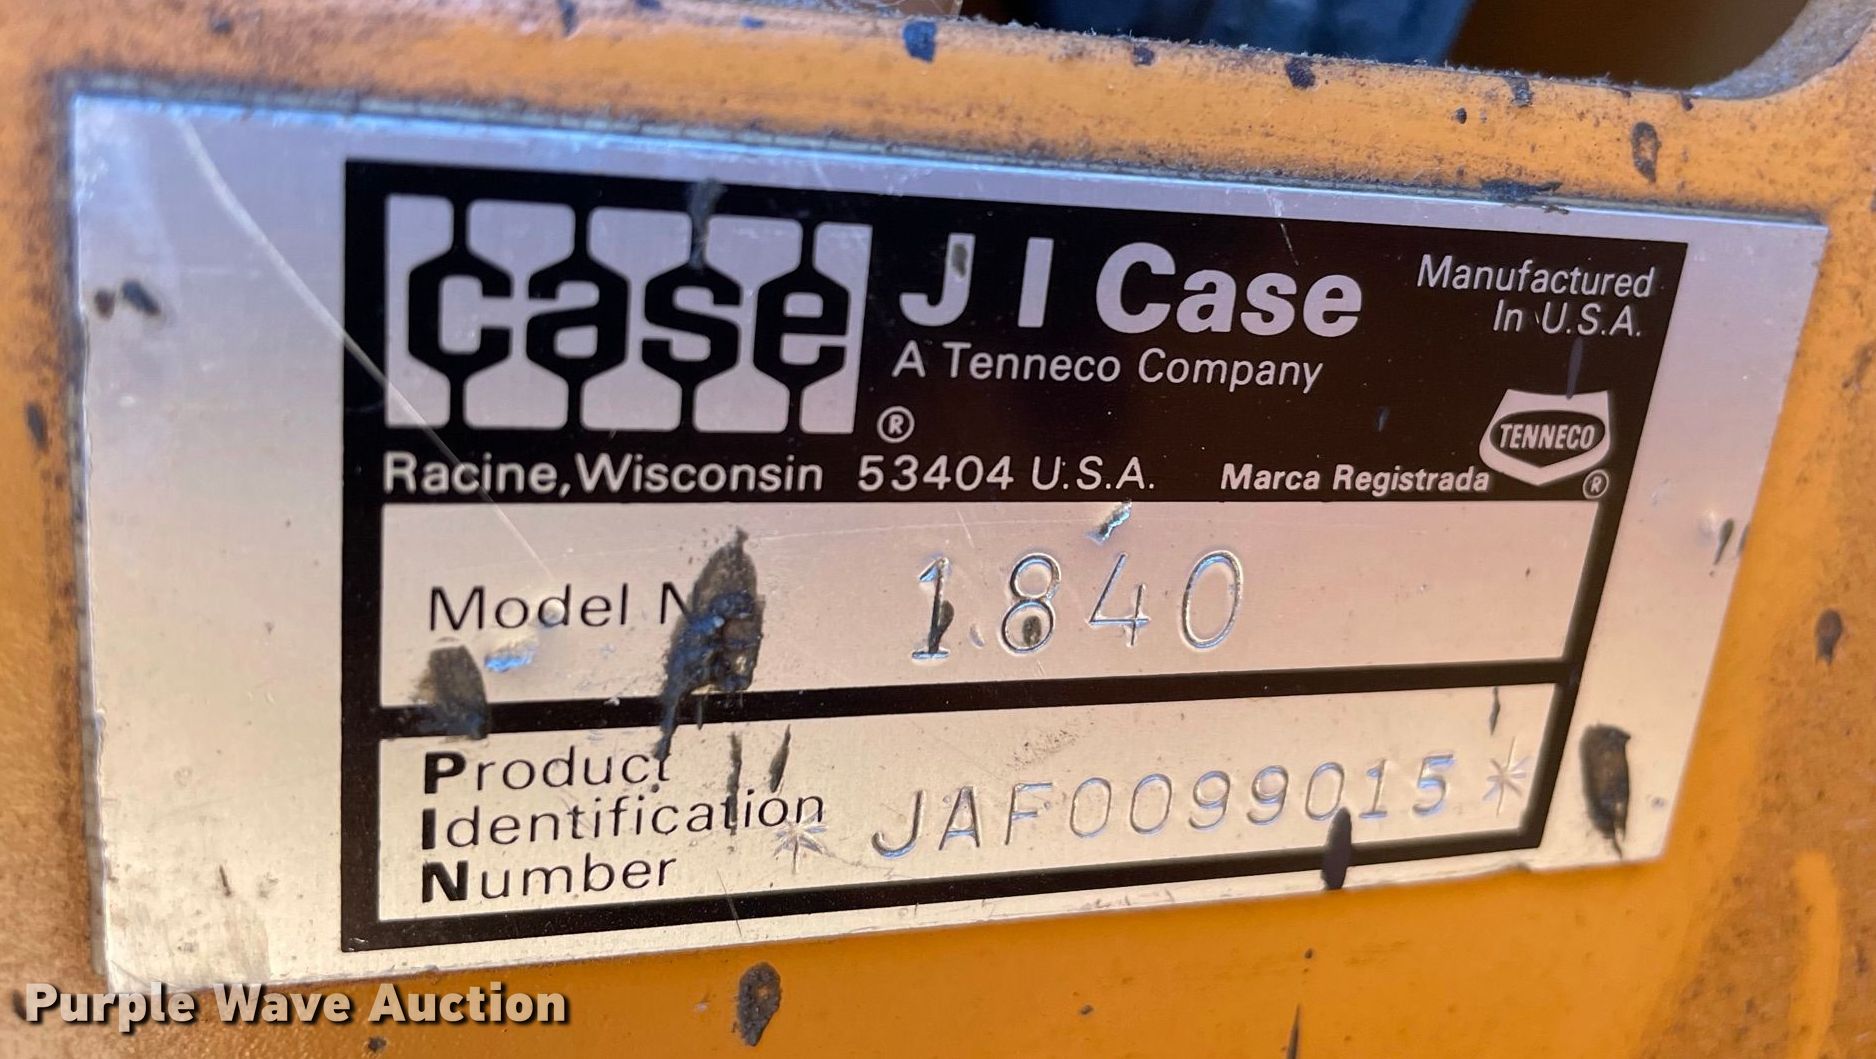 case
J I Case
Manufactured
In U.S.A.
A Tenneco Company
®
TENNECO
®
Racine, Wisconsin 53404 U.S.A.
Marca Registrada
Model N
1840
Product
Identification
Number
* JAF0099015 *
Purple Wave Auction